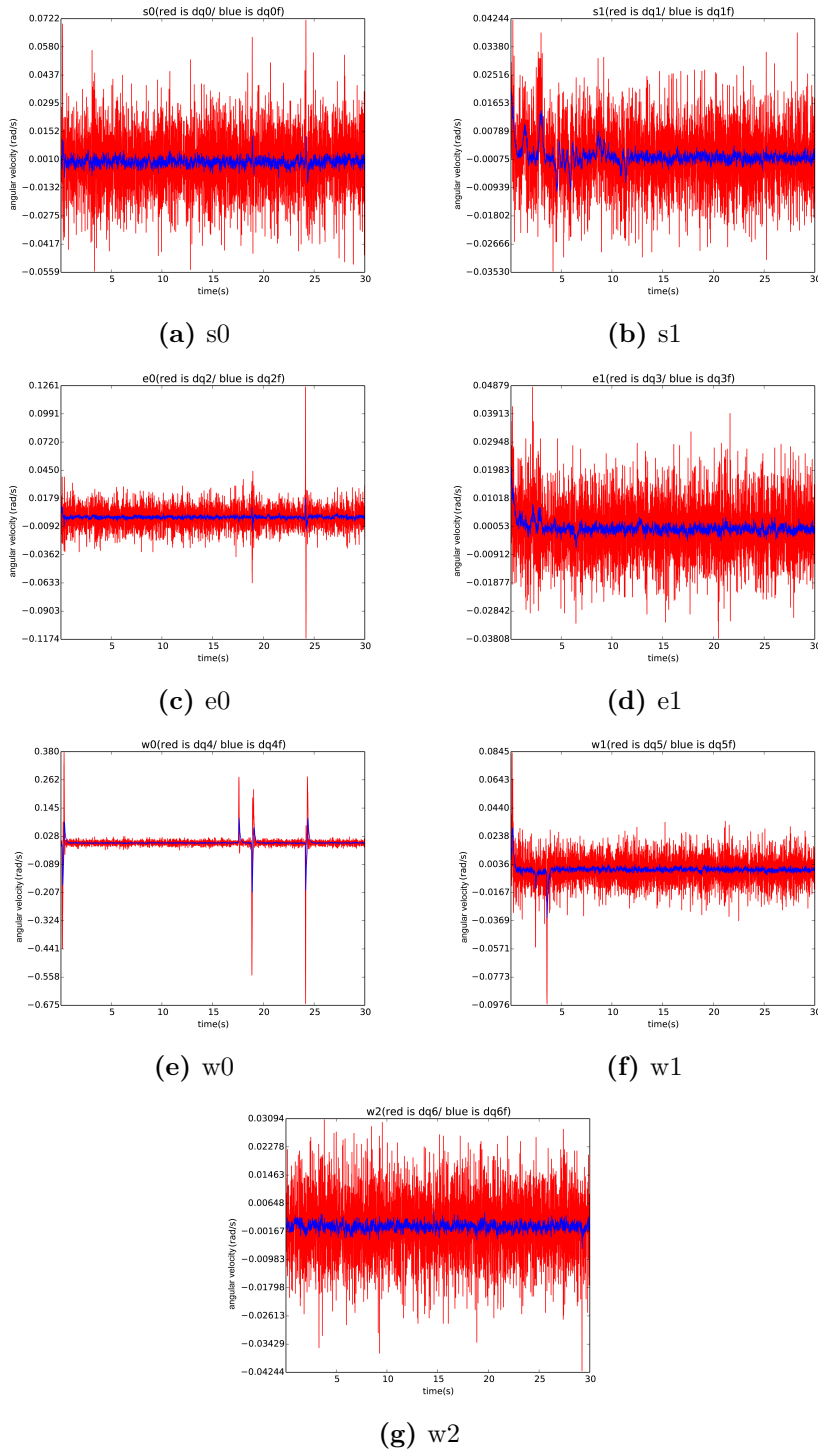 s0(red is dq0/ blue is dq0f)
0.0722
0.0580
0.0437
0.0295
0.0152
0.0010
−0.0132
−0.0275
−0.0417
−0.0559
angular velocity (rad/s)
5 10 15 20 25 30
time(s)
(a) s0
s1(red is dq1/ blue is dq1f)
0.04244
0.03380
0.02516
0.01653
0.00789
−0.00075
−0.00939
−0.01802
−0.02666
−0.03530
angular velocity (rad/s)
5 10 15 20 25 30
time(s)
(b) s1
e0(red is dq2/ blue is dq2f)
0.1261
0.0991
0.0720
0.0450
0.0179
−0.0092
−0.0362
−0.0633
−0.0903
−0.1174
angular velocity (rad/s)
5 10 15 20 25 30
time(s)
(c) e0
e1(red is dq3/ blue is dq3f)
0.04879
0.03913
0.02948
0.01983
0.01018
0.00053
−0.00912
−0.01877
−0.02842
−0.03808
angular velocity (rad/s)
5 10 15 20 25 30
time(s)
(d) e1
w0(red is dq4/ blue is dq4f)
0.380
0.262
0.145
0.028
−0.089
−0.207
−0.324
−0.441
−0.558
−0.675
angular velocity (rad/s)
5 10 15 20 25 30
time(s)
(e) w0
w1(red is dq5/ blue is dq5f)
0.0845
0.0643
0.0440
0.0238
0.0036
−0.0167
−0.0369
−0.0571
−0.0773
−0.0976
angular velocity (rad/s)
5 10 15 20 25 30
time(s)
(f) w1
w2(red is dq6/ blue is dq6f)
0.03094
0.02278
0.01463
0.00648
−0.00167
−0.00983
−0.01798
−0.02613
−0.03429
−0.04244
angular velocity (rad/s)
5 10 15 20 25 30
time(s)
(g) w2